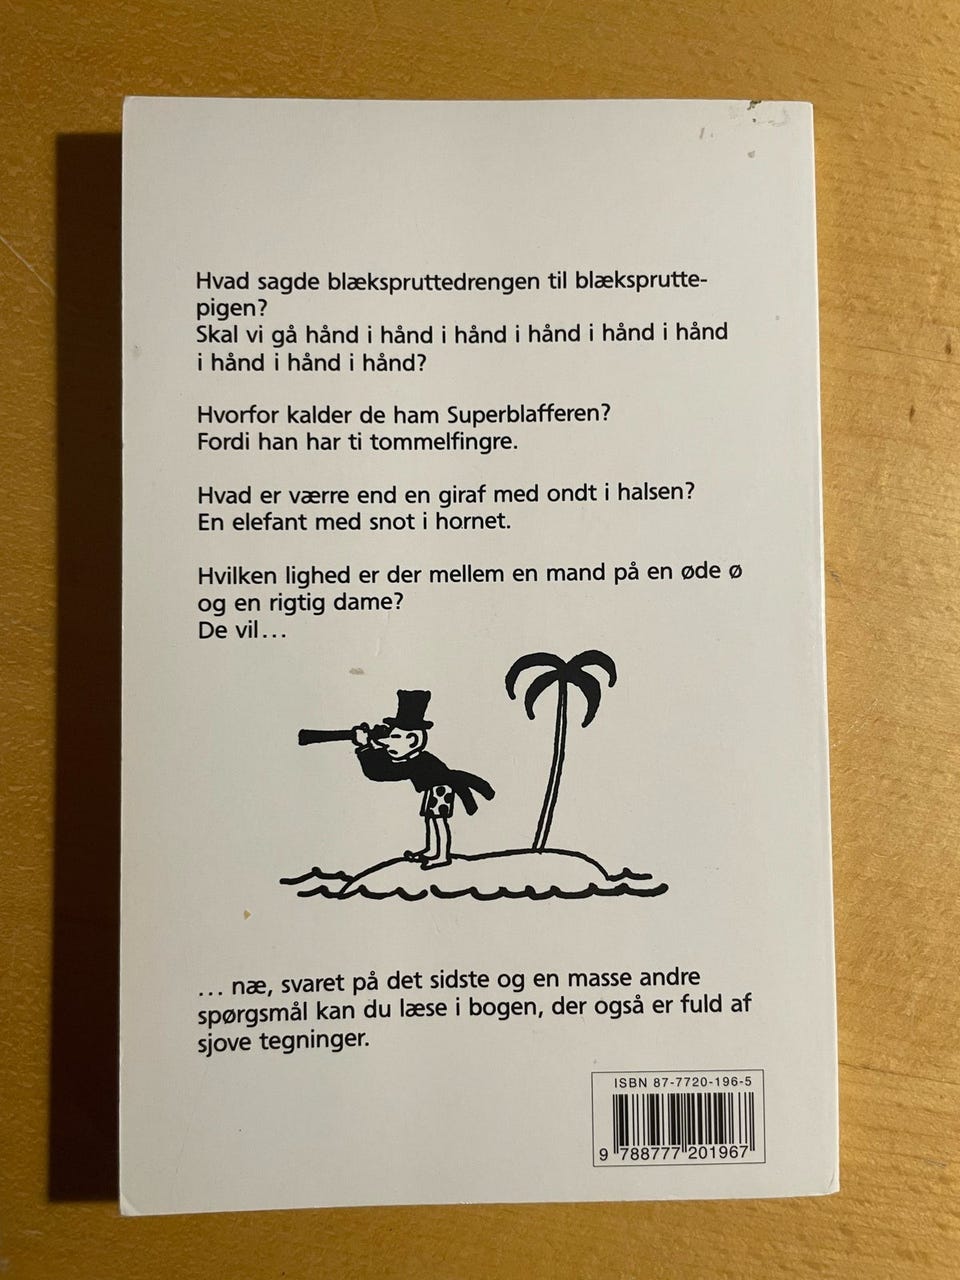 Hvad sagde blækspruttedrengen til blæksprutte-
pigen?
Skal vi gå hånd i hånd i hånd i hånd i hånd i hånd
i hånd i hånd i hånd?
Hvorfor kalder de ham Superblafferen?
Fordi han har ti tommelfingre.
Hvad er værre end en giraf med ondt i halsen?
En elefant med snot i hornet.
Hvilken lighed er der mellem en mand på en øde ø
og en rigtig dame?
De vil...
... næ, svaret på det sidste og en masse andre
spørgsmål kan du læse i bogen, der også er fuld af
sjove tegninger.
ISBN 87-7720-196-5
9 788777 201967